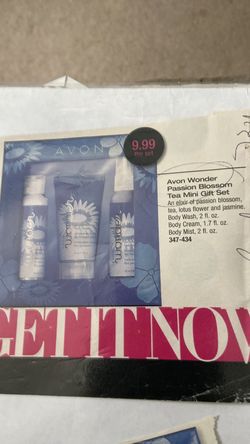 AVON
9.99
per set
Avon Wonder
Passion Blossom
Tea Mini Gift Set
An elixir of passion blossom,
tea, lotus flower and jasmine.
Body Wash, 2 fl. oz.
Body Cream, 1.7 fl. oz.
Body Mist, 2 fl. oz.
347-434
GET IT NOW